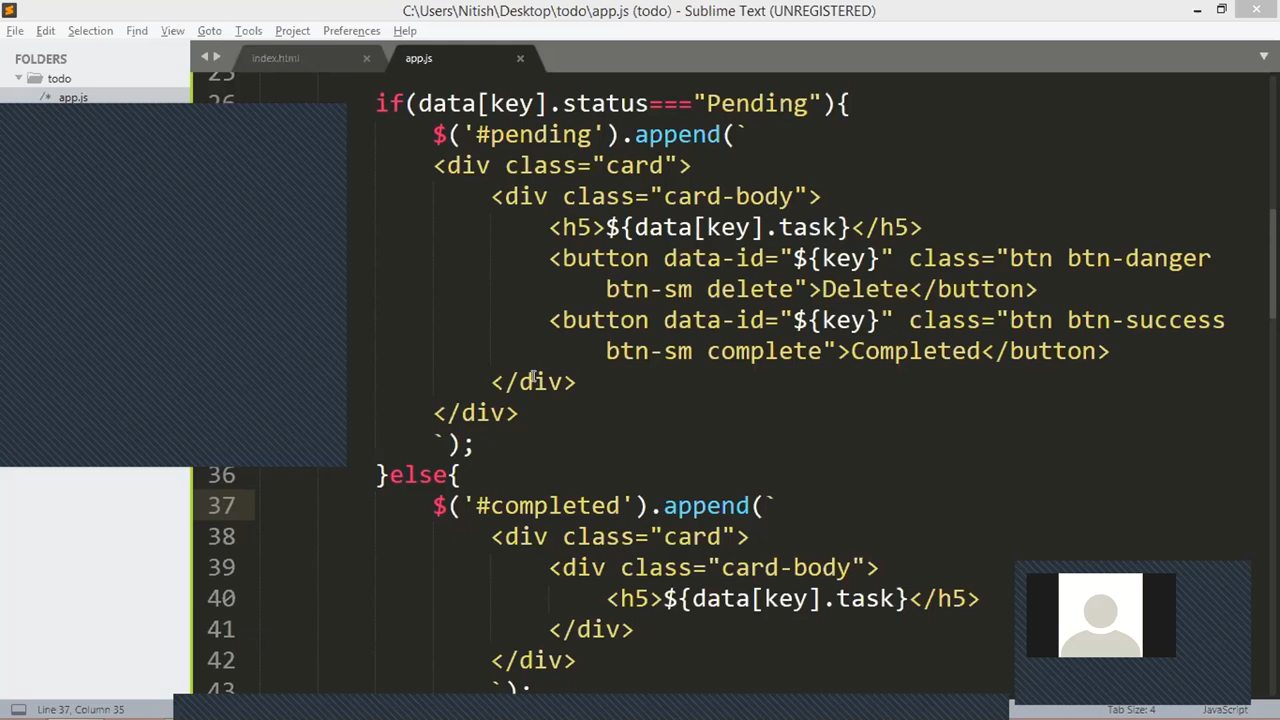 C:\Users\Nitish\Desktop\todo\app.js (todo) - Sublime Text (UNREGISTERED)
File Edit Selection Find View Goto Tools Project Preferences Help
FOLDERS
todo
/* app.js
index.html
app.js
25
26 if(data[key].status==="Pending"){
$('#pending').append(`
<div class="card">
<div class="card-body">
<h5>${data[key].task}</h5>
<button data-id="${key}" class="btn btn-danger
btn-sm delete">Delete</button>
<button data-id="${key}" class="btn btn-success
btn-sm complete">Completed</button>
</div>
</div>
`);
36 }else{
37 $('#completed').append(`
38 <div class="card">
39 <div class="card-body">
40 <h5>${data[key].task}</h5>
41 </div>
42 </div>
43 `);
Line 37, Column 35
Tab Size: 4
JavaScript